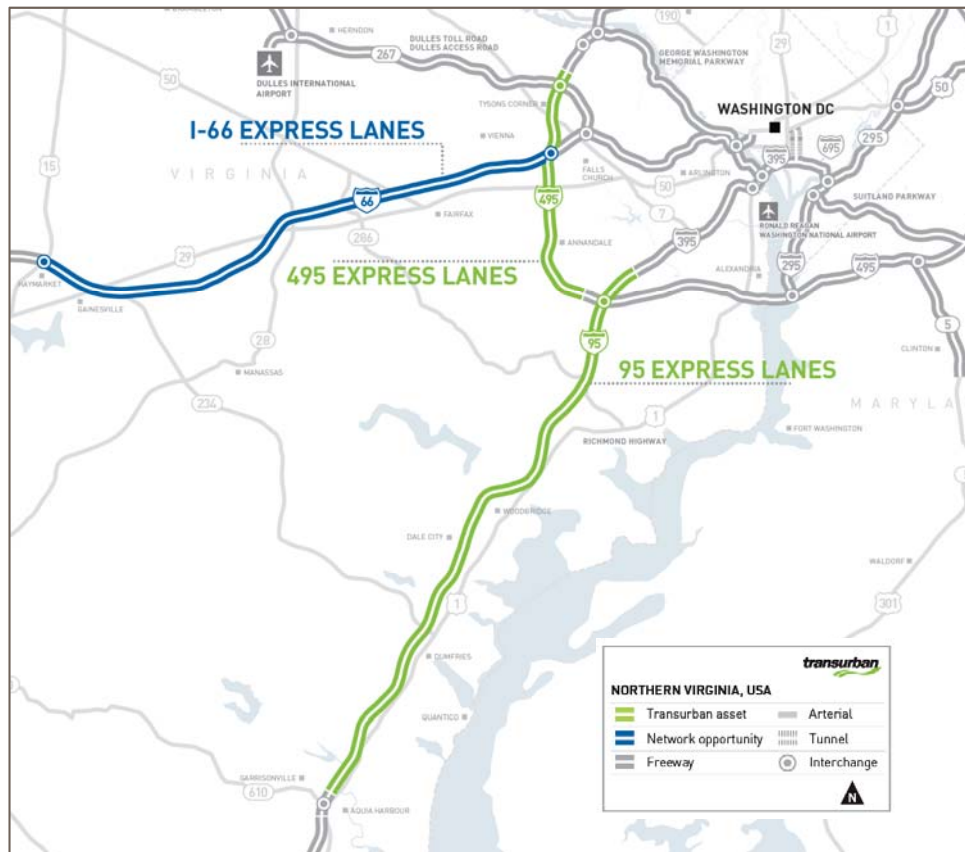 HERNDON
DULLES TOLL ROAD
DULLES ACCESS ROAD
190
29
1
50
267
GEORGE WASHINGTON
MEMORIAL PARKWAY
DULLES INTERNATIONAL
AIRPORT
50
TYSONS CORNER
WASHINGTON DC
I-66 EXPRESS LANES
VIENNA
295
395
695
15
VIRGINIA
FALLS
CHURCH
50
ARLINGTON
SUITLAND PARKWAY
66
495
FAIRFAX
7
RONALD REAGAN
WASHINGTON NATIONAL AIRPORT
286
29
ANNANDALE
395
495 EXPRESS LANES
ALEXANDRIA
295
495
HAYMARKET
GAINESVILLE
95
5
28
CLINTON
MANASSAS
95 EXPRESS LANES
234
1
MARYLA
RICHMOND HIGHWAY
FORT WASHINGTON
WOODBRIDGE
DALE CITY
WALDORF
1
301
DUMFRIES
QUANTICO
GARRISONVILLE
610
AQUIA HARBOUR
transurban
NORTHERN VIRGINIA, USA
Transurban asset
Arterial
Network opportunity
Tunnel
Freeway
Interchange
N